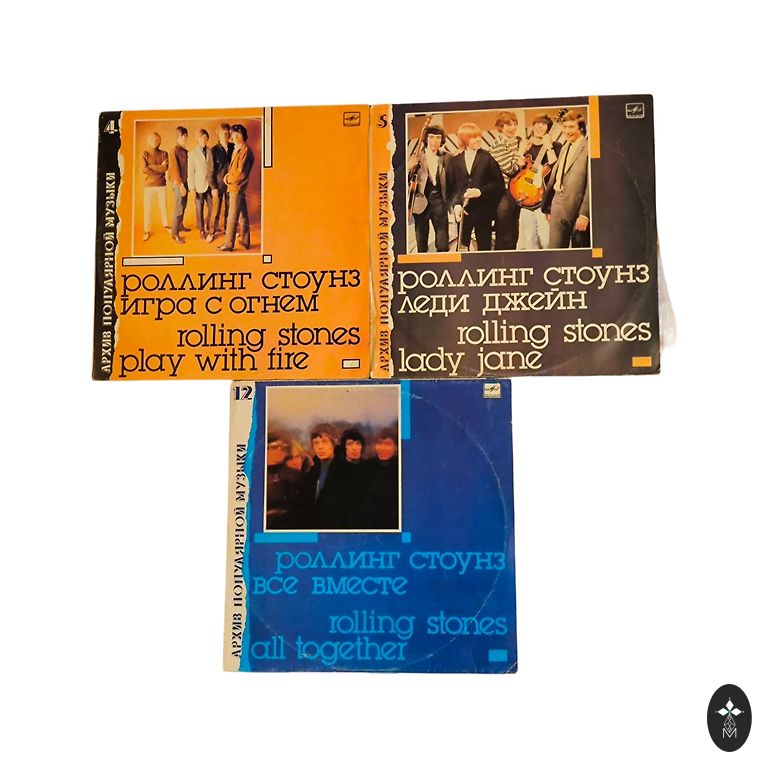 4
АРХИВ ПОПУЛЯРНОЙ МУЗЫКИ
РОЛЛИНГ СТОУНЗ
ИГРА С ОГНЕМ
rolling stones
play with fire
5
АРХИВ ПОПУЛЯРНОЙ МУЗЫКИ
РОЛЛИНГ СТОУНЗ
ЛЕДИ ДЖЕЙН
rolling stones
lady jane
12
АРХИВ ПОПУЛЯРНОЙ МУЗЫКИ
РОЛЛИНГ СТОУНЗ
ВСЕ ВМЕСТЕ
rolling stones
all together
M